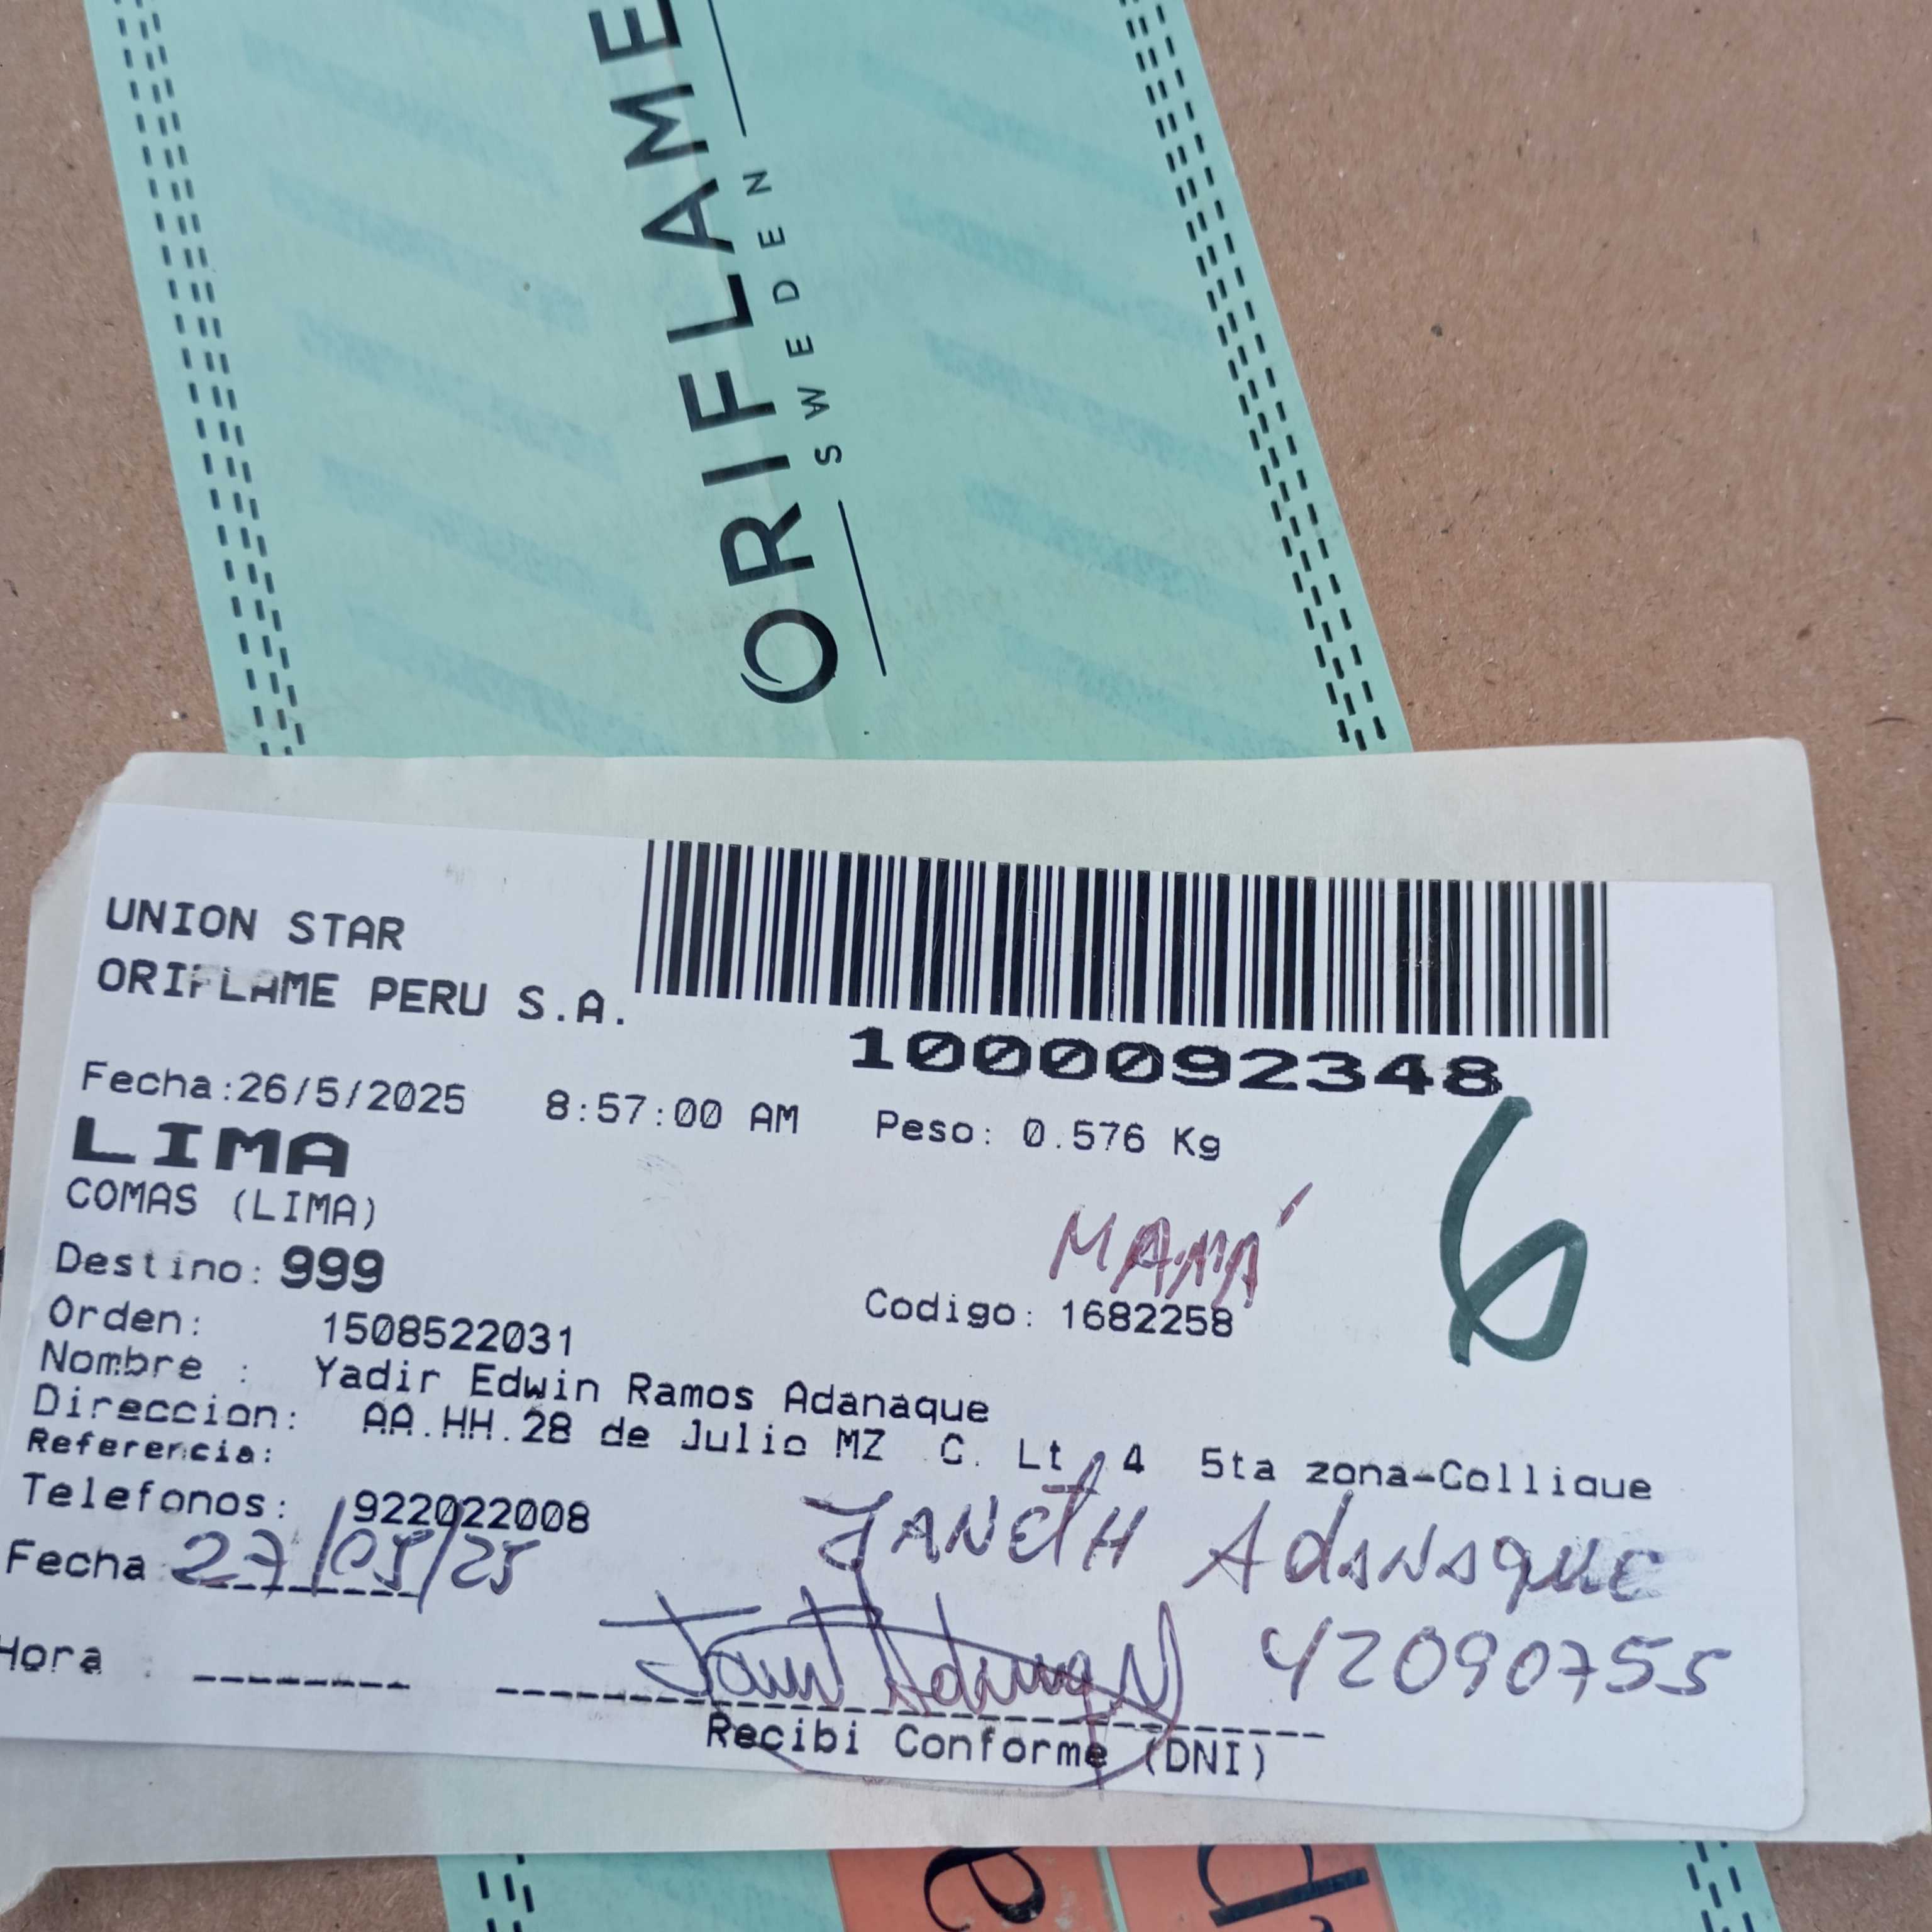 ORIFLAME
SWEDEN
UNION STAR
ORIFLAME PERU S.A.
1000092348
Fecha:26/5/2025 8:57:00 AM Peso: 0.576 Kg
LIMA
COMAS (LIMA)
6
MAMÁ
Destino: 999
Codigo: 1682258
Orden: 1508522031
Nombre : Yadir Edwin Ramos Adanaque
Direccion: AA.HH.28 de Julio MZ C. Lt 4 5ta zona-Collique
Referencia:
Telefonos: 922022008
JANETH Adanaque
Fecha 27/05/25
42090755
Hora :
Recibi Conforme (DNI)